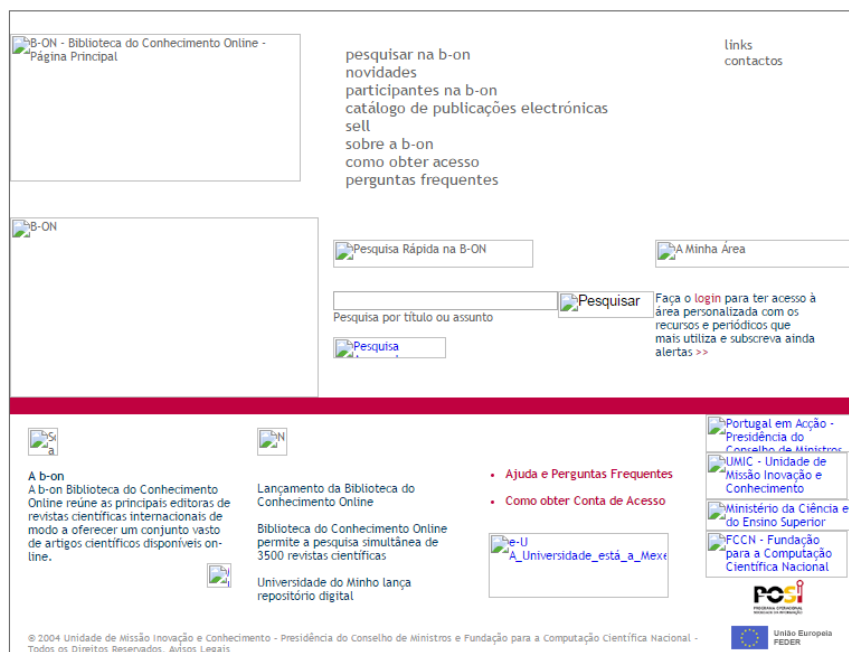 B-ON - Biblioteca do Conhecimento Online -
Página Principal
pesquisar na b-on
novidades
participantes na b-on
catálogo de publicações electrónicas
sell
sobre a b-on
como obter acesso
perguntas frequentes
links
contactos
B-ON
Pesquisa Rápida na B-ON
Pesquisar
Pesquisa por título ou assunto
Pesquisa
A Minha Área
Faça o login para ter acesso à
área personalizada com os
recursos e periódicos que
mais utiliza e subscreva ainda
alertas >>
A b-on
A b-on Biblioteca do Conhecimento
Online reúne as principais editoras de
revistas científicas internacionais de
modo a oferecer um conjunto vasto
de artigos científicos disponíveis on-
line.
N
Lançamento da Biblioteca do
Conhecimento Online
Biblioteca do Conhecimento Online
permite a pesquisa simultânea de
3500 revistas científicas
Universidade do Minho lança
repositório digital
• Ajuda e Perguntas Frequentes
• Como obter Conta de Acesso
e-U
A_Universidade_está_a_Mexe
Portugal em Acção -
Presidência do
Conselho de Ministros
UMIC - Unidade de
Missão Inovação e
Conhecimento
Ministério da Ciência e
do Ensino Superior
FCCN - Fundação
para a Computação
Científica Nacional
POSI
PROGRAMA OPERACIONAL
SOCIEDADE DA INFORMAÇÃO
União Europeia
FEDER
© 2004 Unidade de Missão Inovação e Conhecimento - Presidência do Conselho de Ministros e Fundação para a Computação Científica Nacional -
Todos os Direitos Reservados. Avisos Legais